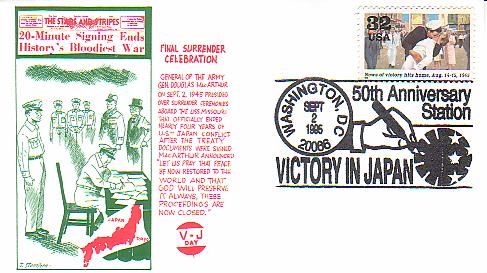 THE STARS AND STRIPES
20-Minute Signing Ends
History's Bloodiest War
FINAL SURRENDER
CELEBRATION
GENERAL OF THE ARMY
GEN. DOUGLAS MacARTHUR
ON SEPT. 2, 1945 PRESIDED
OVER SURRENDER CEREMONIES
ABOARD THE USS MISSOURI
THAT OFFICIALLY ENDED
NEARLY FOUR YEARS OF
U.S.-JAPAN CONFLICT
AFTER THE TREATY
DOCUMENTS WERE SIGNED
MacARTHUR ANNOUNCED
"LET US PRAY THAT PEACE
BE NOW RESTORED TO THE
WORLD AND THAT
GOD WILL PRESERVE
IT ALWAYS, THESE
PROCEEDINGS ARE
NOW CLOSED."
V-J
DAY
JAPAN
TOKYO
32
USA
News of victory hits home, Aug. 14-15, 1945
WASHINGTON, DC
SEPT
2
1995
20066
50th Anniversary
Station
VICTORY IN JAPAN